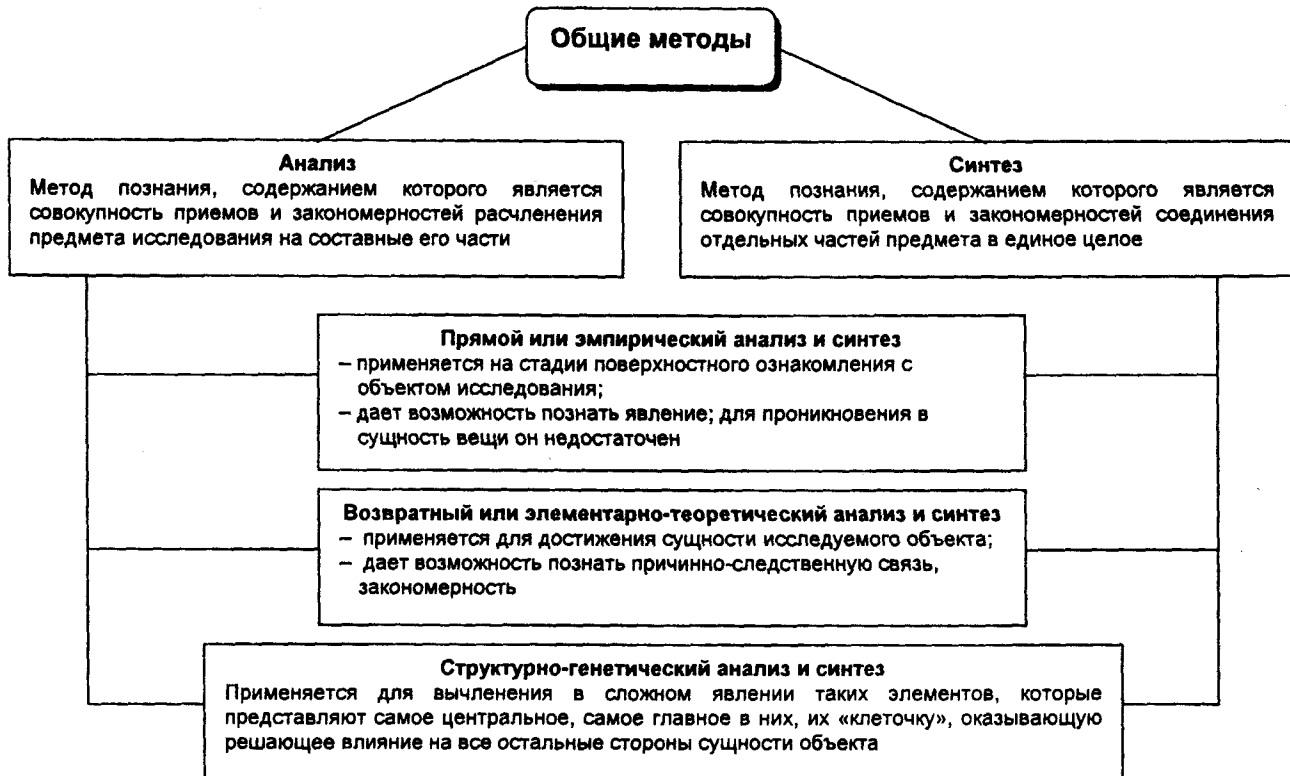 Общие методы
Анализ
Метод познания, содержанием которого является
совокупность приемов и закономерностей расчленения
предмета исследования на составные его части
Синтез
Метод познания, содержанием которого является
совокупность приемов и закономерностей соединения
отдельных частей предмета в единое целое
Прямой или эмпирический анализ и синтез
– применяется на стадии поверхностного ознакомления с
объектом исследования;
– дает возможность познать явление; для проникновения в
сущность вещи он недостаточен
Возвратный или элементарно-теоретический анализ и синтез
– применяется для достижения сущности исследуемого объекта;
– дает возможность познать причинно-следственную связь,
закономерность
Структурно-генетический анализ и синтез
Применяется для вычленения в сложном явлении таких элементов, которые
представляют самое центральное, самое главное в них, их «клеточку», оказывающую
решающее влияние на все остальные стороны сущности объекта